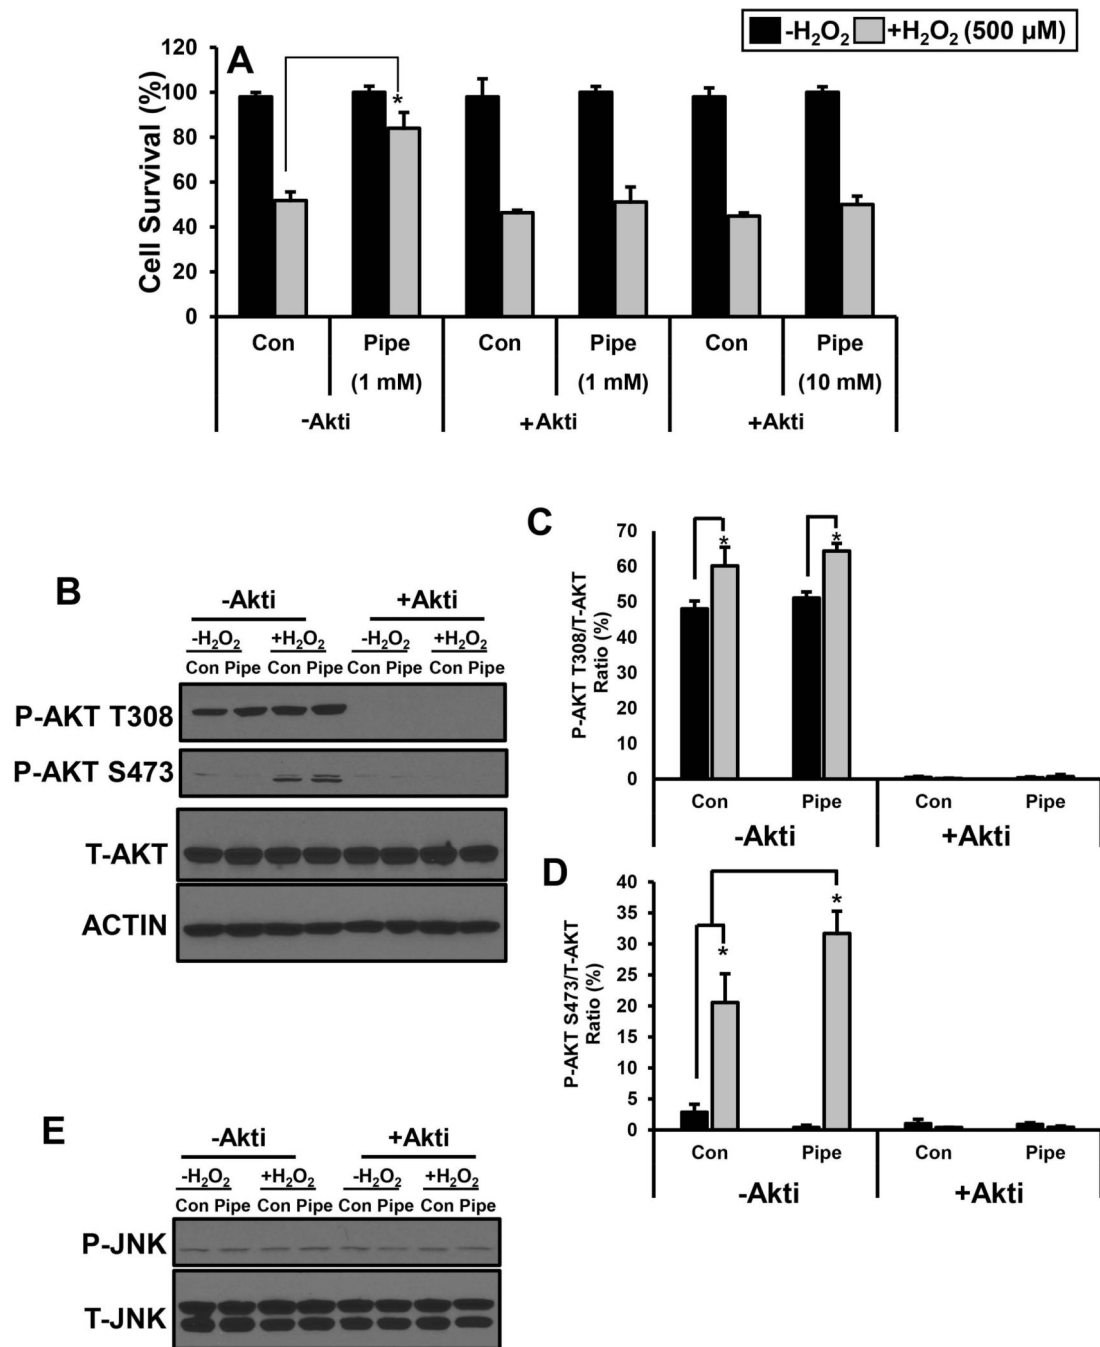 -H₂O₂ +H₂O₂ (500 µM)
A
Cell Survival (%)
120
100
80
60
40
20
0
*
Con Pipe Con Pipe Con Pipe
(1 mM) (1 mM) (10 mM)
-Akti +Akti +Akti
B
-Akti +Akti
-H₂O₂ +H₂O₂ -H₂O₂ +H₂O₂
Con Pipe Con Pipe Con Pipe Con Pipe
P-AKT T308
P-AKT S473
T-AKT
ACTIN
C
P-AKT T308/T-AKT
Ratio (%)
70
60
50
40
30
20
10
0
* *
Con Pipe Con Pipe
-Akti +Akti
D
P-AKT S473/T-AKT
Ratio (%)
40
35
30
25
20
15
10
5
0
* *
Con Pipe Con Pipe
-Akti +Akti
E
-Akti +Akti
-H₂O₂ +H₂O₂ -H₂O₂ +H₂O₂
Con Pipe Con Pipe Con Pipe Con Pipe
P-JNK
T-JNK